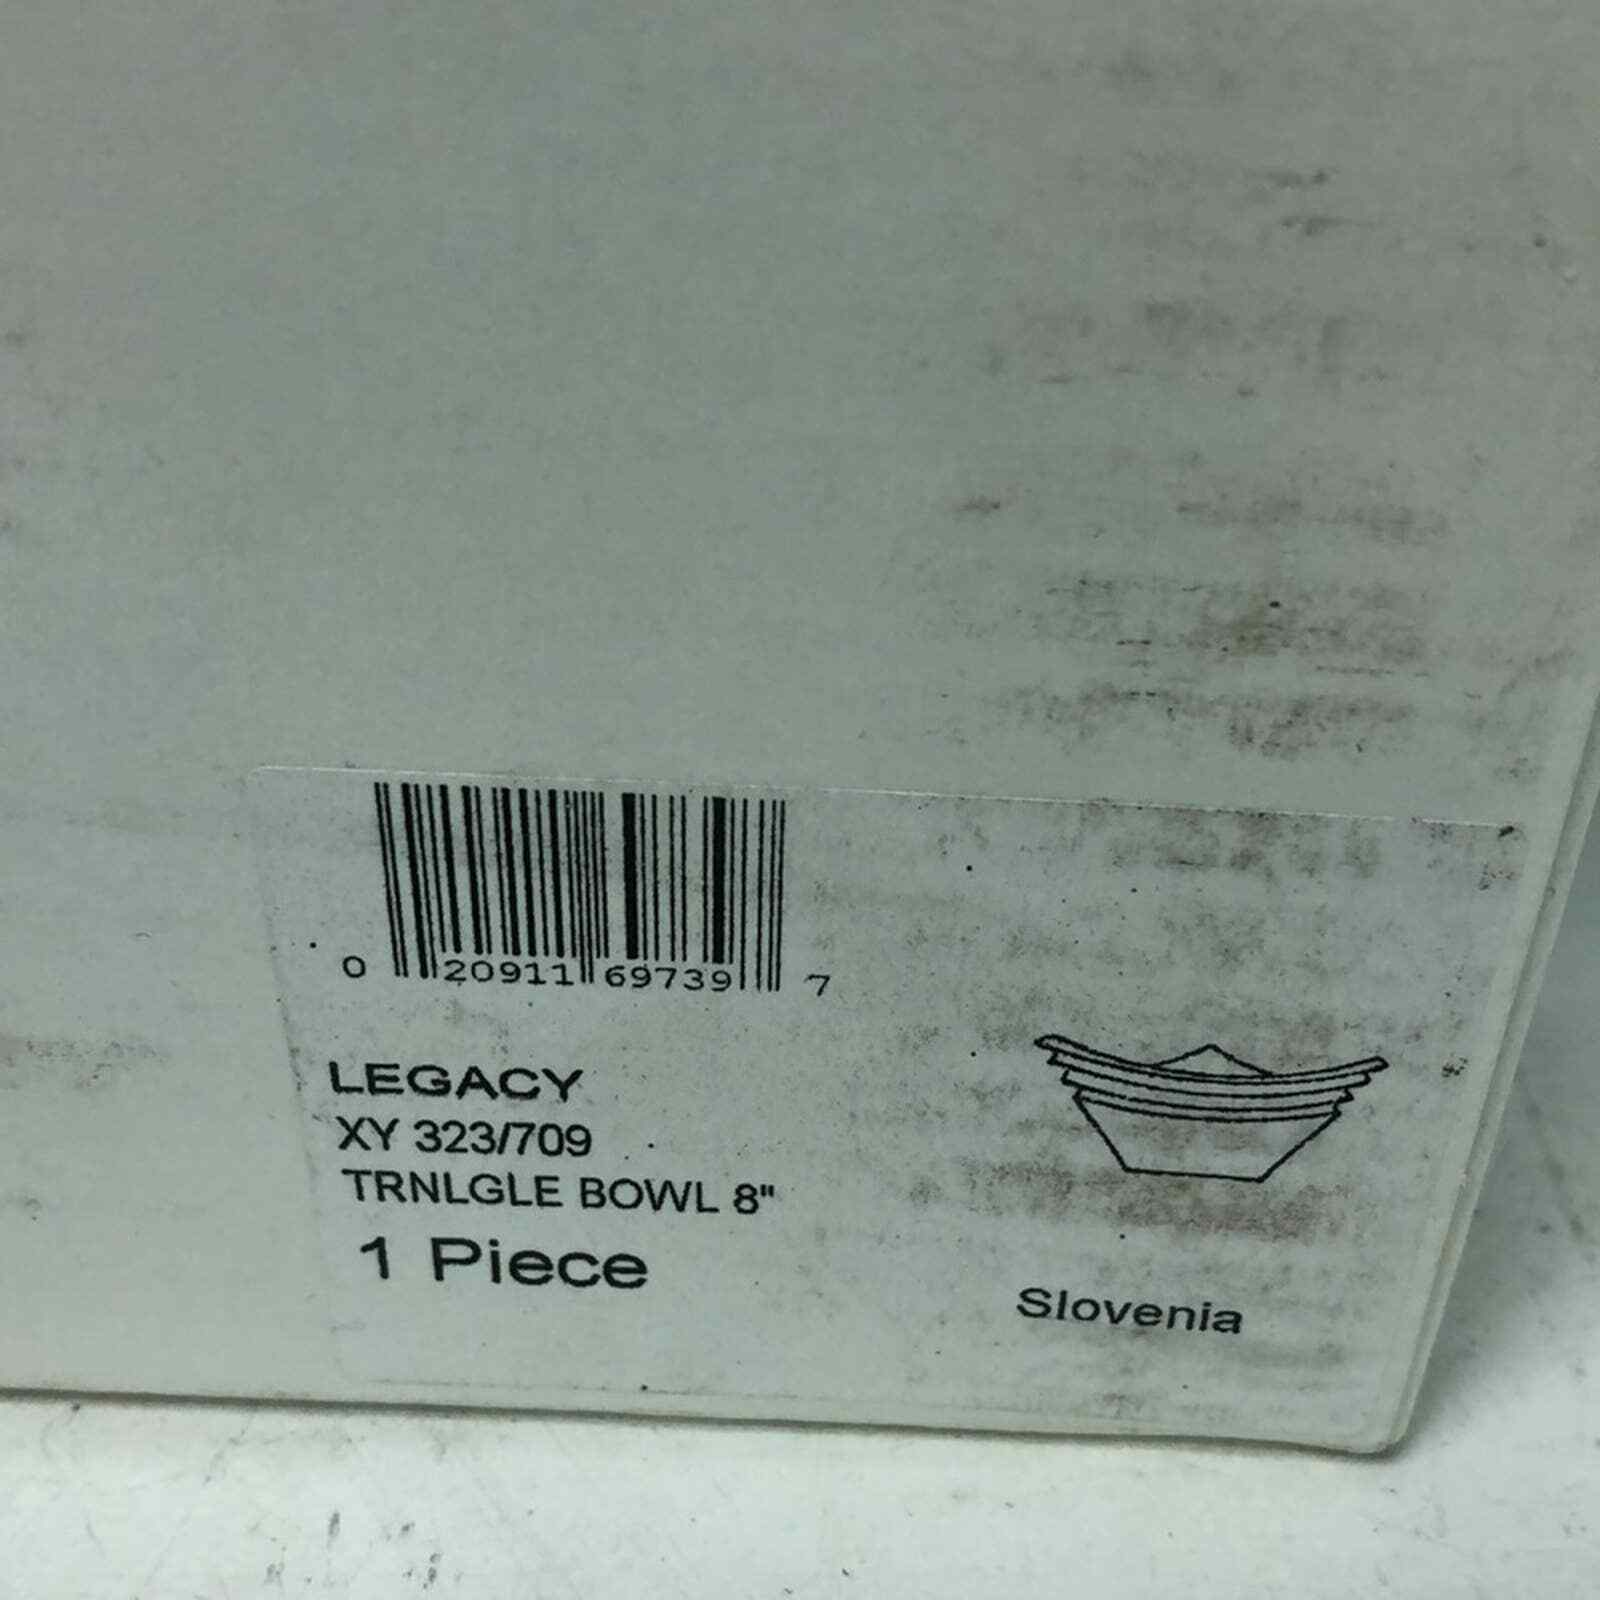 0 20911 69739 7
LEGACY
XY 323/709
TRNLGLE BOWL 8"
1 Piece
Slovenia